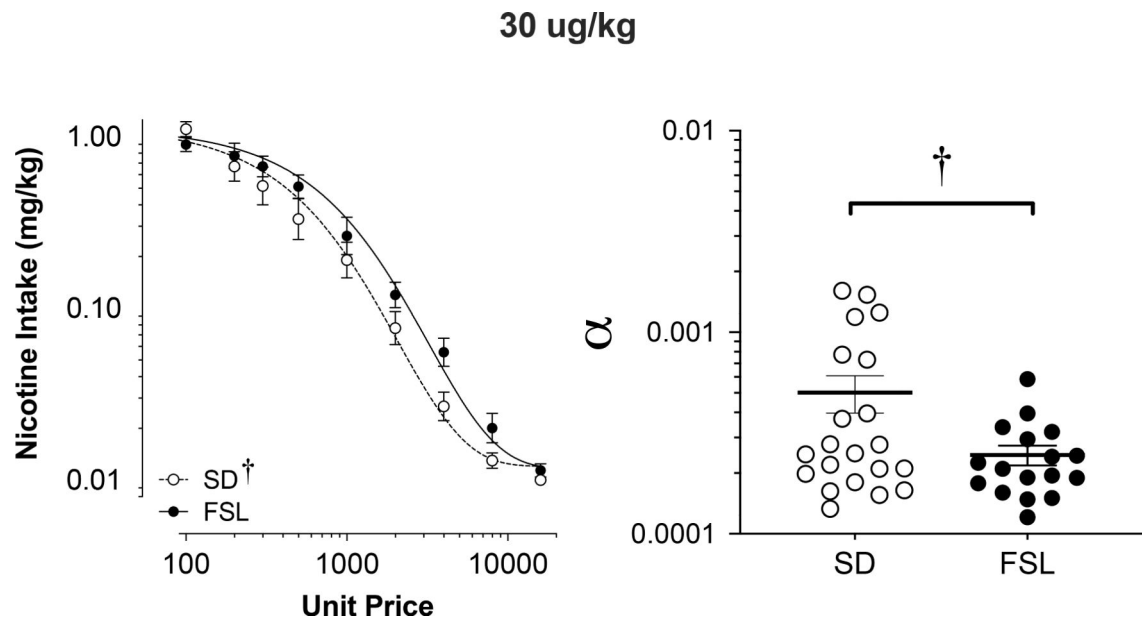 30 ug/kg
Nicotine Intake (mg/kg)
1.00
0.10
0.01
SD†
FSL
100 1000 10000
Unit Price
α
0.01
0.001
0.0001
†
SD FSL